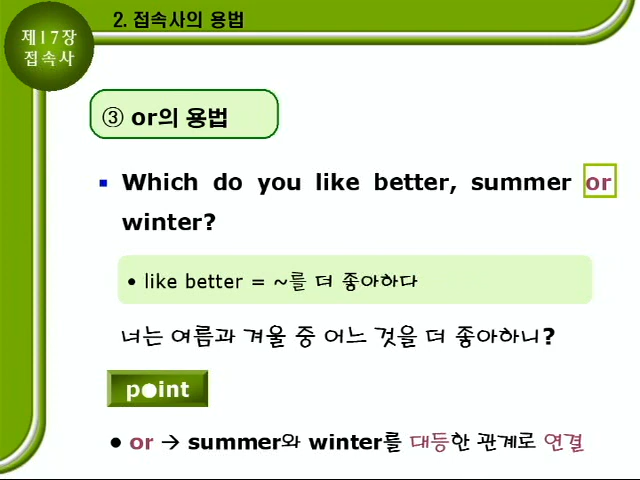 제17장
접속사
2. 접속사의 용법
③ or의 용법
▪ Which do you like better, summer or
winter?
• like better = ~를 더 좋아하다
너는 여름과 겨울 중 어느 것을 더 좋아하니?
point
● or → summer와 winter를 대등한 관계로 연결